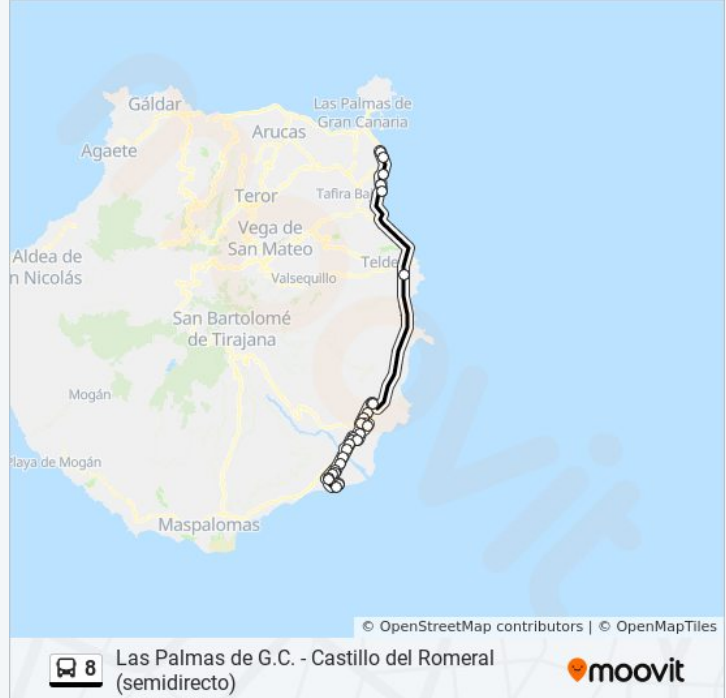 Gáldar
Las Palmas de
Gran Canaria
Arucas
Agaete
Teror
Tafira Ba
Vega de
San Mateo
Aldea de
n Nicolás
Telde
Valsequillo
San Bartolomé
de Tirajana
Mogán
Playa de Mogán
Maspalomas
© OpenStreetMap contributors | © OpenMapTiles
8
Las Palmas de G.C. - Castillo del Romeral
(semidirecto)
moovit